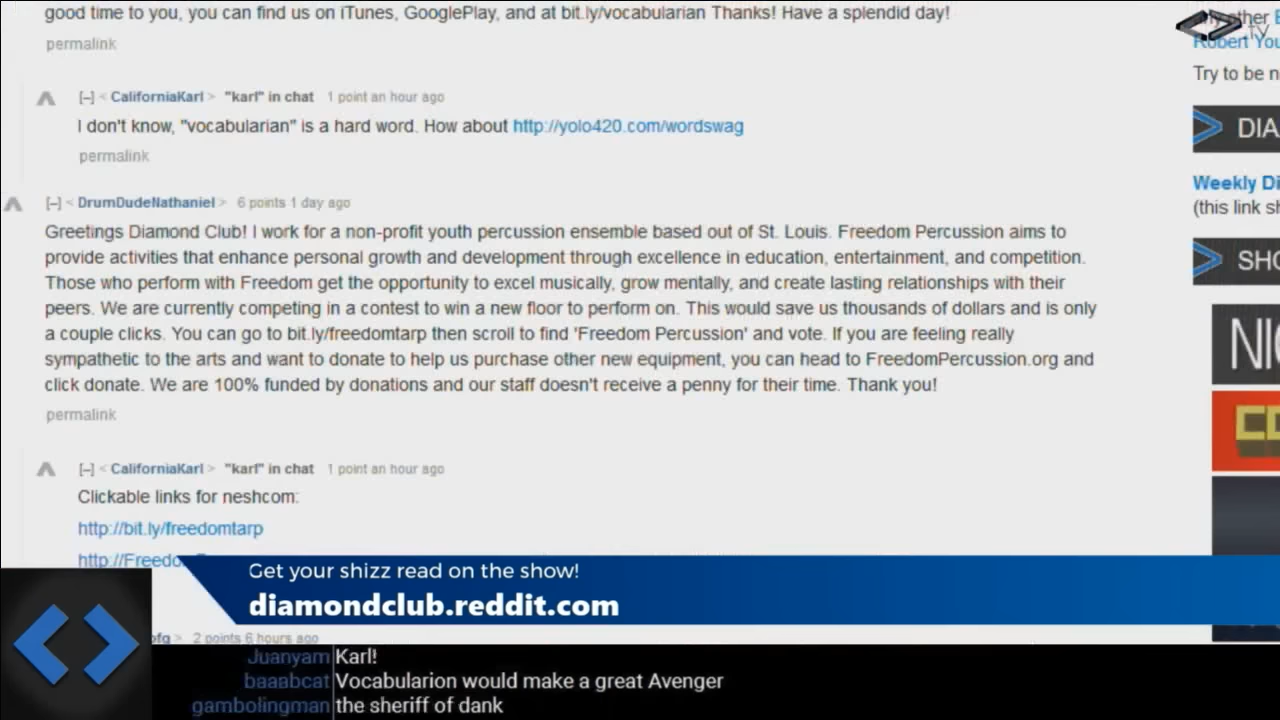 good time to you, you can find us on iTunes, GooglePlay, and at bit.ly/vocabularian Thanks! Have a splendid day!
permalink
[–] < CaliforniaKarl > "karl" in chat 1 point an hour ago
I don't know, "vocabularian" is a hard word. How about http://yolo420.com/wordswag
permalink
[–] < DrumDudeNathaniel > 6 points 1 day ago
Greetings Diamond Club! I work for a non-profit youth percussion ensemble based out of St. Louis. Freedom Percussion aims to
provide activities that enhance personal growth and development through excellence in education, entertainment, and competition.
Those who perform with Freedom get the opportunity to excel musically, grow mentally, and create lasting relationships with their
peers. We are currently competing in a contest to win a new floor to perform on. This would save us thousands of dollars and is only
a couple clicks. You can go to bit.ly/freedomtarp then scroll to find 'Freedom Percussion' and vote. If you are feeling really
sympathetic to the arts and want to donate to help us purchase other new equipment, you can head to FreedomPercussion.org and
click donate. We are 100% funded by donations and our staff doesn't receive a penny for their time. Thank you!
permalink
[–] < CaliforniaKarl > "karl" in chat 1 point an hour ago
Clickable links for neshcom:
http://bit.ly/freedomtarp
http://Freedo
2 points 6 hours ago
other
Robert You
Try to be n
DIA
Weekly Di
(this link sh
SHO
NI
.tv
Get your shizz read on the show!
diamondclub.reddit.com
Juanyam Karl!
baaabcat Vocabularion would make a great Avenger
gambolingman the sheriff of dank